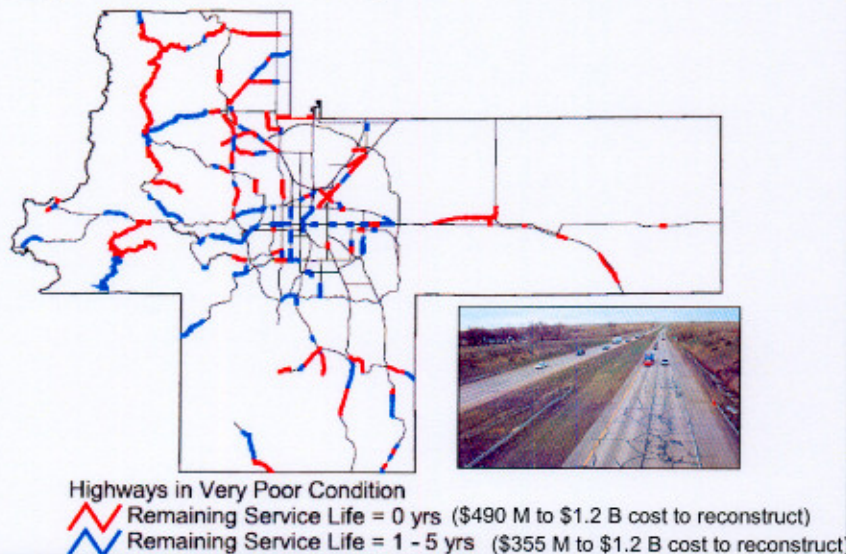 Highways in Very Poor Condition
Remaining Service Life = 0 yrs ($490 M to $1.2 B cost to reconstruct)
Remaining Service Life = 1 - 5 yrs ($355 M to $1.2 B cost to reconstruct)